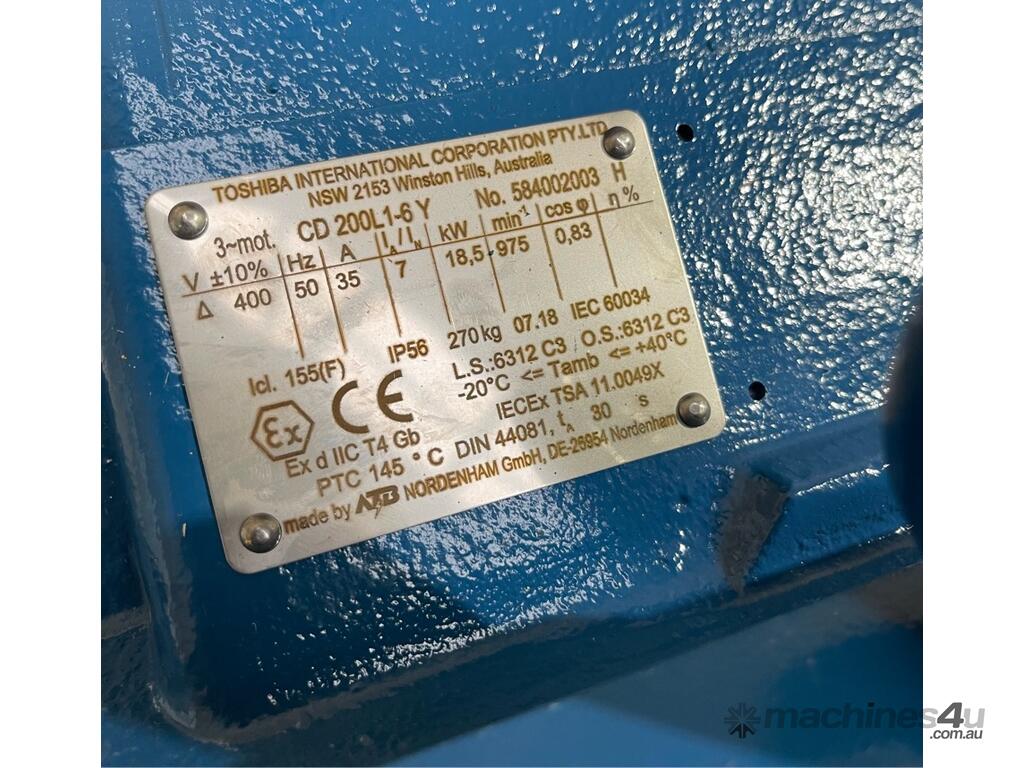 TOSHIBA INTERNATIONAL CORPORATION PTY.LTD
NSW 2153 Winston Hills, Australia
3~mot. CD 200L1-6 Y No. 584002003 H
V ±10% Hz A IA/IN kW min-1 cos φ η%
Δ 400 50 35 7 18,5 975 0,83
Icl. 155(F) IP56 270kg 07.18 IEC 60034
L.S.:6312 C3 O.S.:6312 C3
-20°C <= Tamb <= +40°C
CE
Ex
IECEx TSA 11.0049X
Ex d IIC T4 Gb
PTC 145 °C DIN 44081, tA 30 s
made by ATB NORDENHAM GmbH, DE-26954 Nordenham
machines4u
.com.au